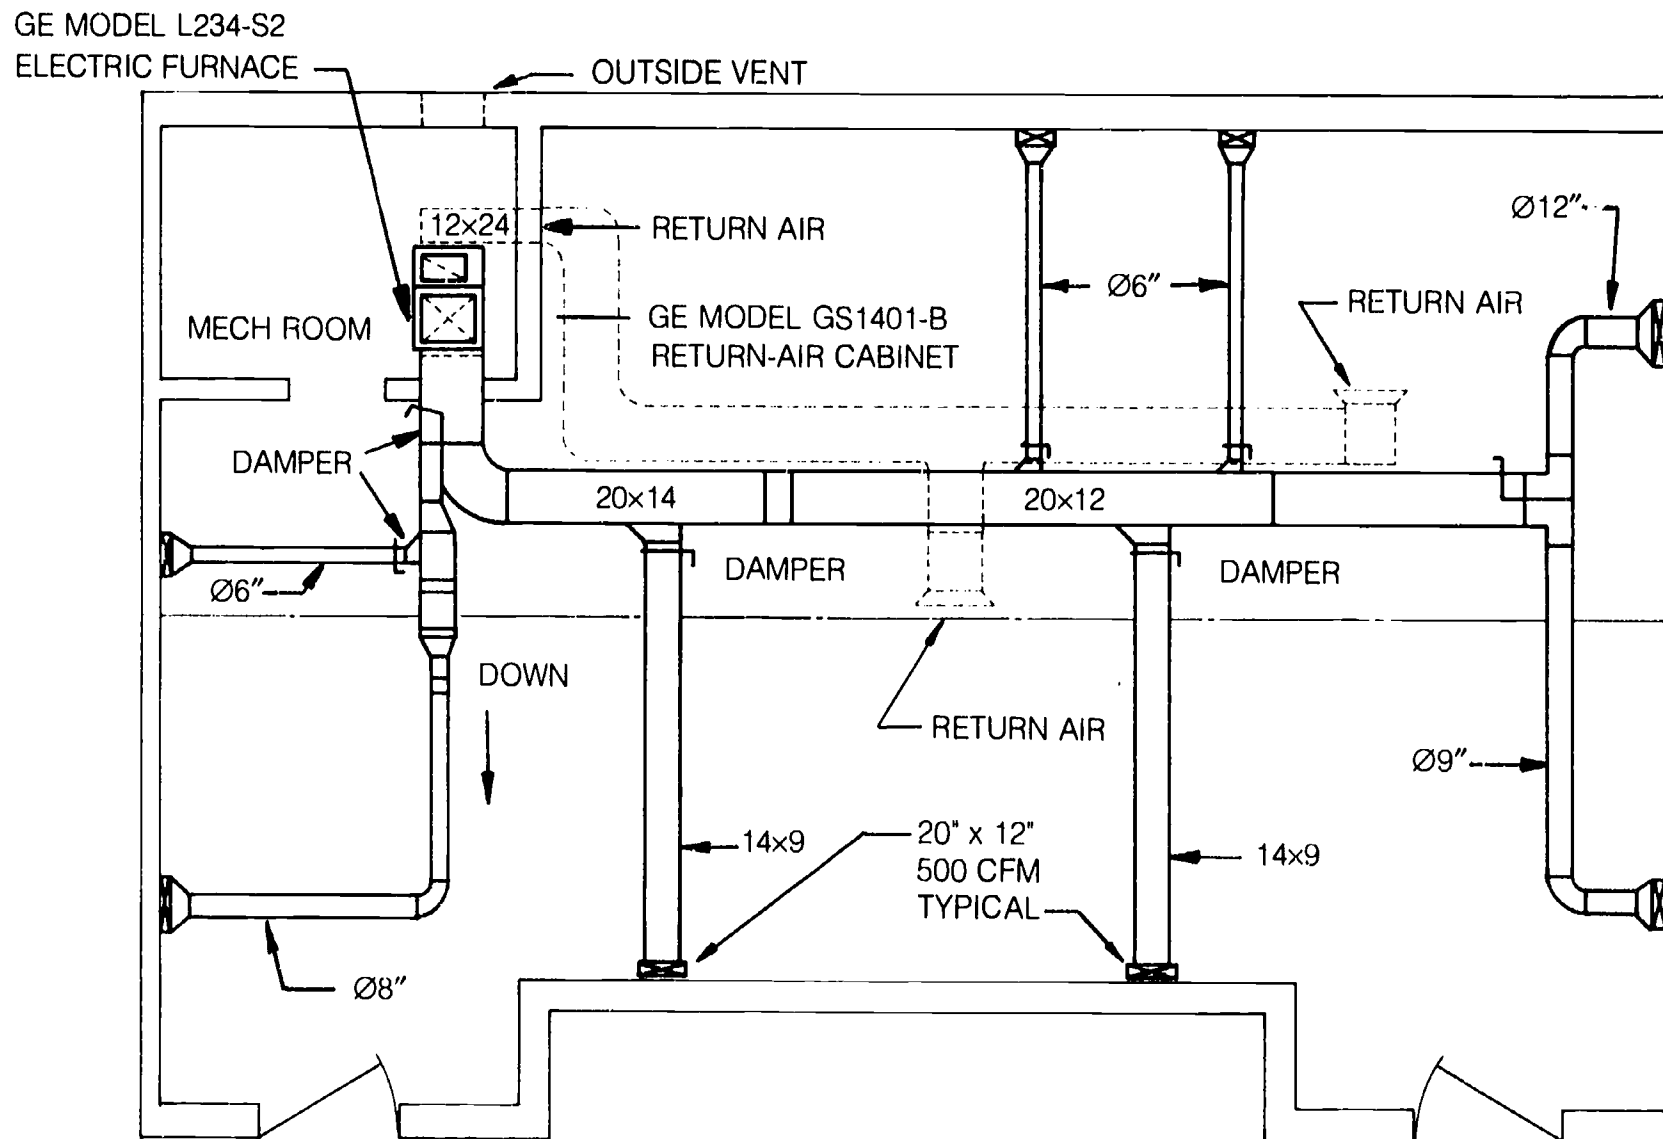 GE MODEL L234-S2
ELECTRIC FURNACE
OUTSIDE VENT
12×24
RETURN AIR
Ø12″
Ø6″
RETURN AIR
MECH ROOM
GE MODEL GS1401-B
RETURN-AIR CABINET
DAMPER
20×14
20×12
DAMPER
DAMPER
Ø6″
DOWN
RETURN AIR
Ø9″
14×9
20" x 12"
500 CFM
TYPICAL
14×9
Ø8″